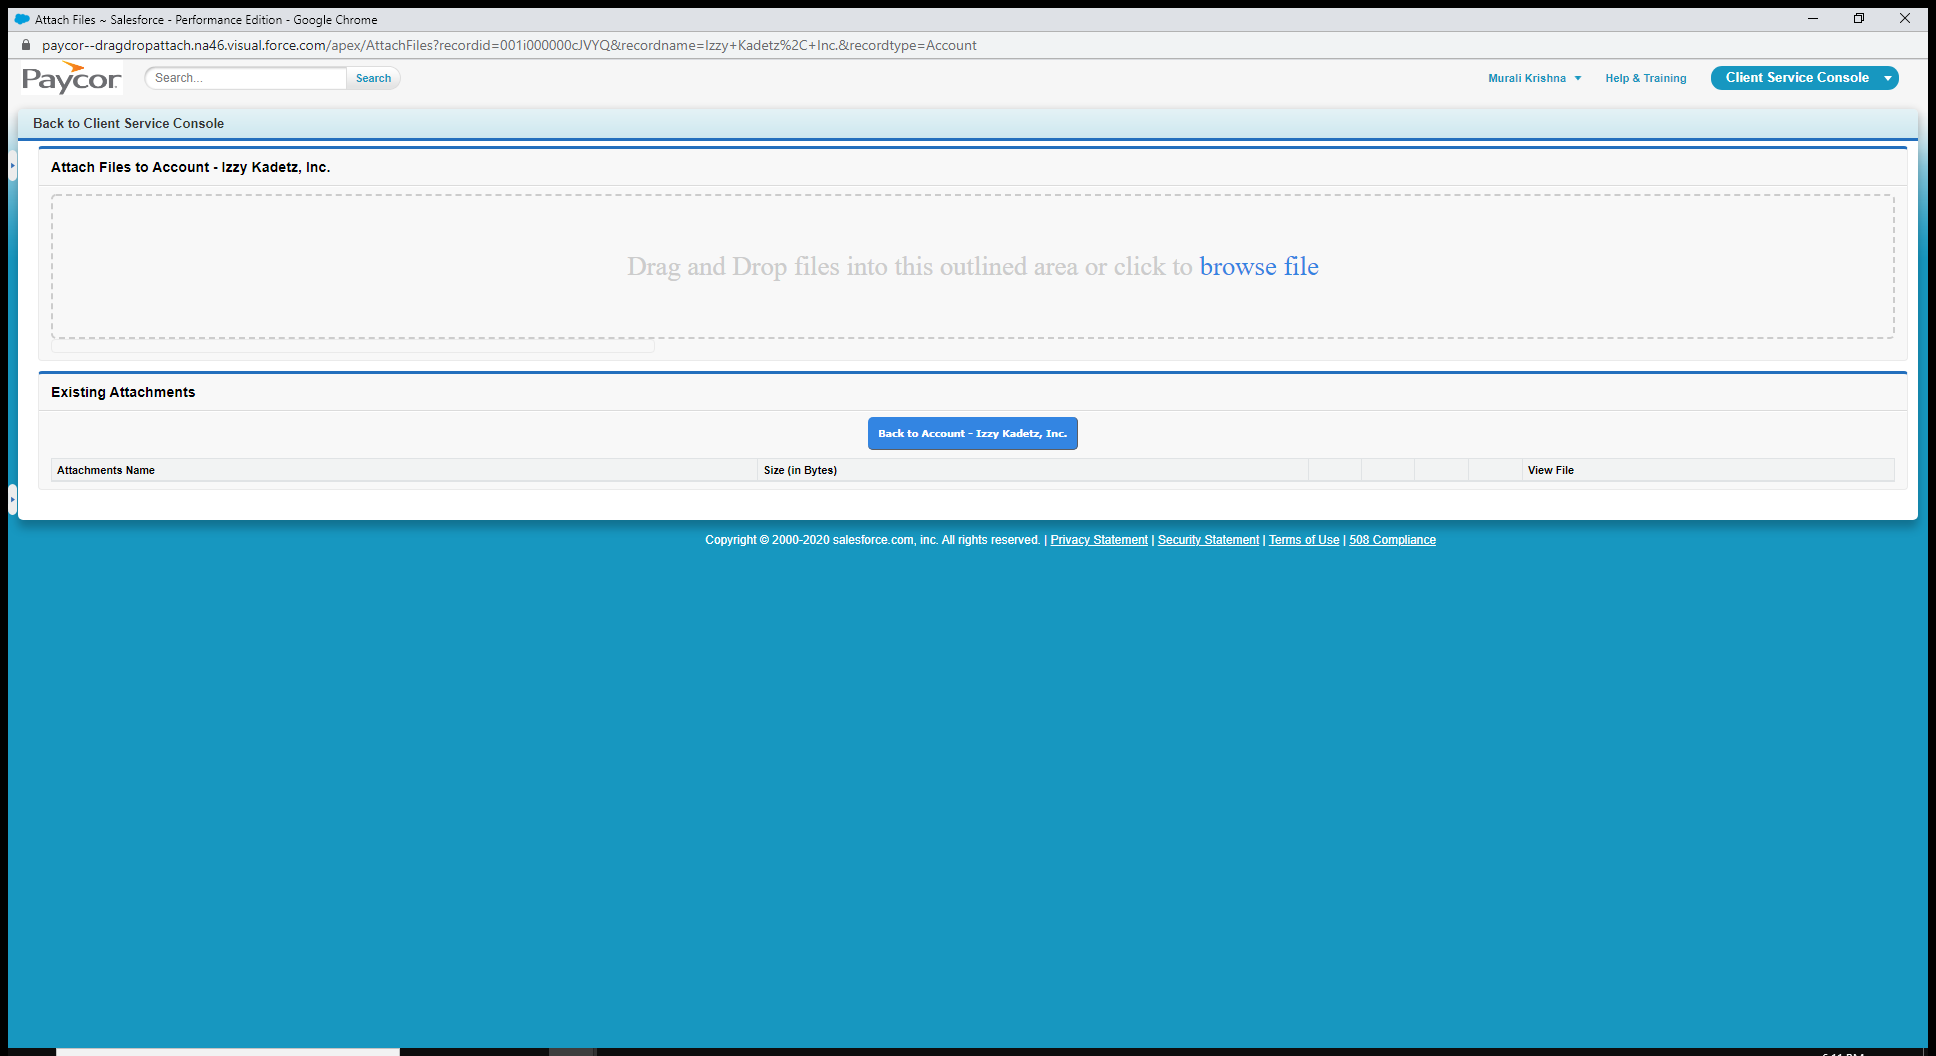 Attach Files ~ Salesforce - Performance Edition - Google Chrome
paycor--dragdropattach.na46.visual.force.com/apex/AttachFiles?recordid=001i000000cJVYQ&recordname=Izzy+Kadetz%2C+Inc.&recordtype=Account
Paycor Search... Search Murali Krishna Help & Training Client Service Console
Back to Client Service Console
Attach Files to Account - Izzy Kadetz, Inc.
Drag and Drop files into this outlined area or click to browse file
Existing Attachments
Back to Account - Izzy Kadetz, Inc.
Attachments Name Size (in Bytes) View File
Copyright © 2000-2020 salesforce.com, inc. All rights reserved. | Privacy Statement | Security Statement | Terms of Use | 508 Compliance